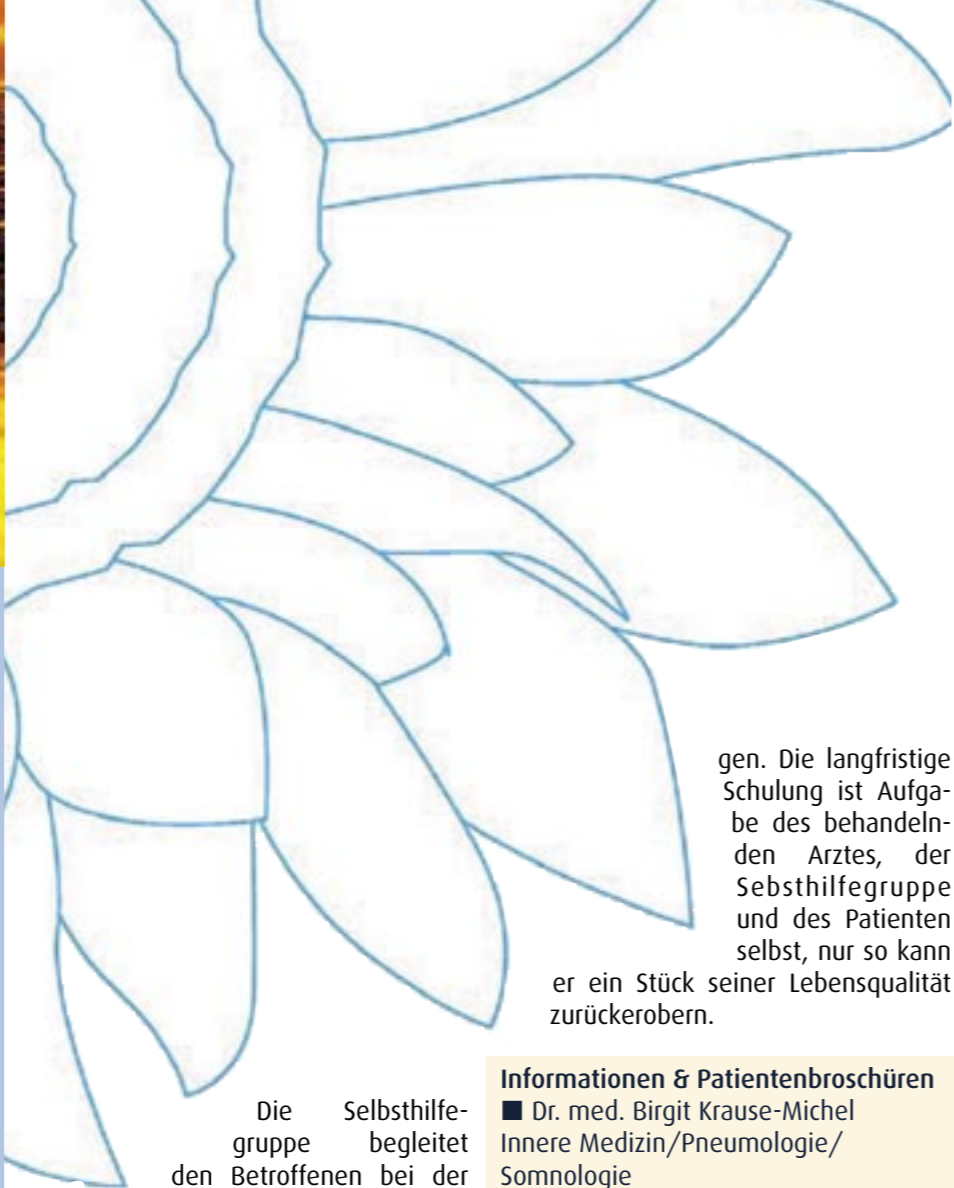 Die Selbsthilfe-
gruppe begleitet
den Betroffenen bei der
gen. Die langfristige
Schulung ist Aufga-
be des behandeln-
den Arztes, der
Sebsthilfegruppe
und des Patienten
selbst, nur so kann
er ein Stück seiner Lebensqualität
zurückerobern.
Informationen & Patientenbroschüren
■ Dr. med. Birgit Krause-Michel
Innere Medizin/Pneumologie/
Somnologie